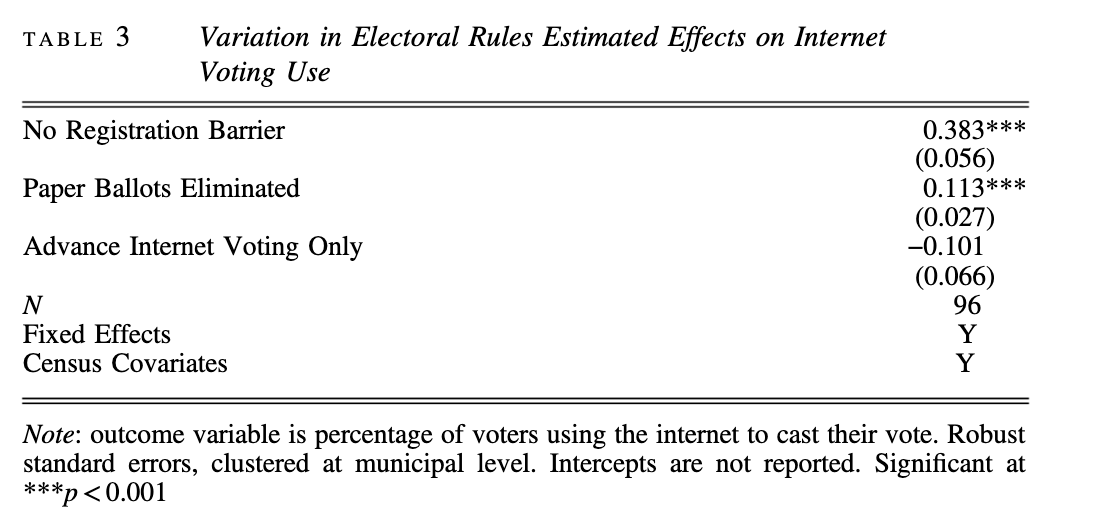 TABLE 3 Variation in Electoral Rules Estimated Effects on Internet
Voting Use
No Registration Barrier 0.383***
(0.056)
Paper Ballots Eliminated 0.113***
(0.027)
Advance Internet Voting Only –0.101
(0.066)
N 96
Fixed Effects Y
Census Covariates Y
Note: outcome variable is percentage of voters using the internet to cast their vote. Robust
standard errors, clustered at municipal level. Intercepts are not reported. Significant at
***p < 0.001